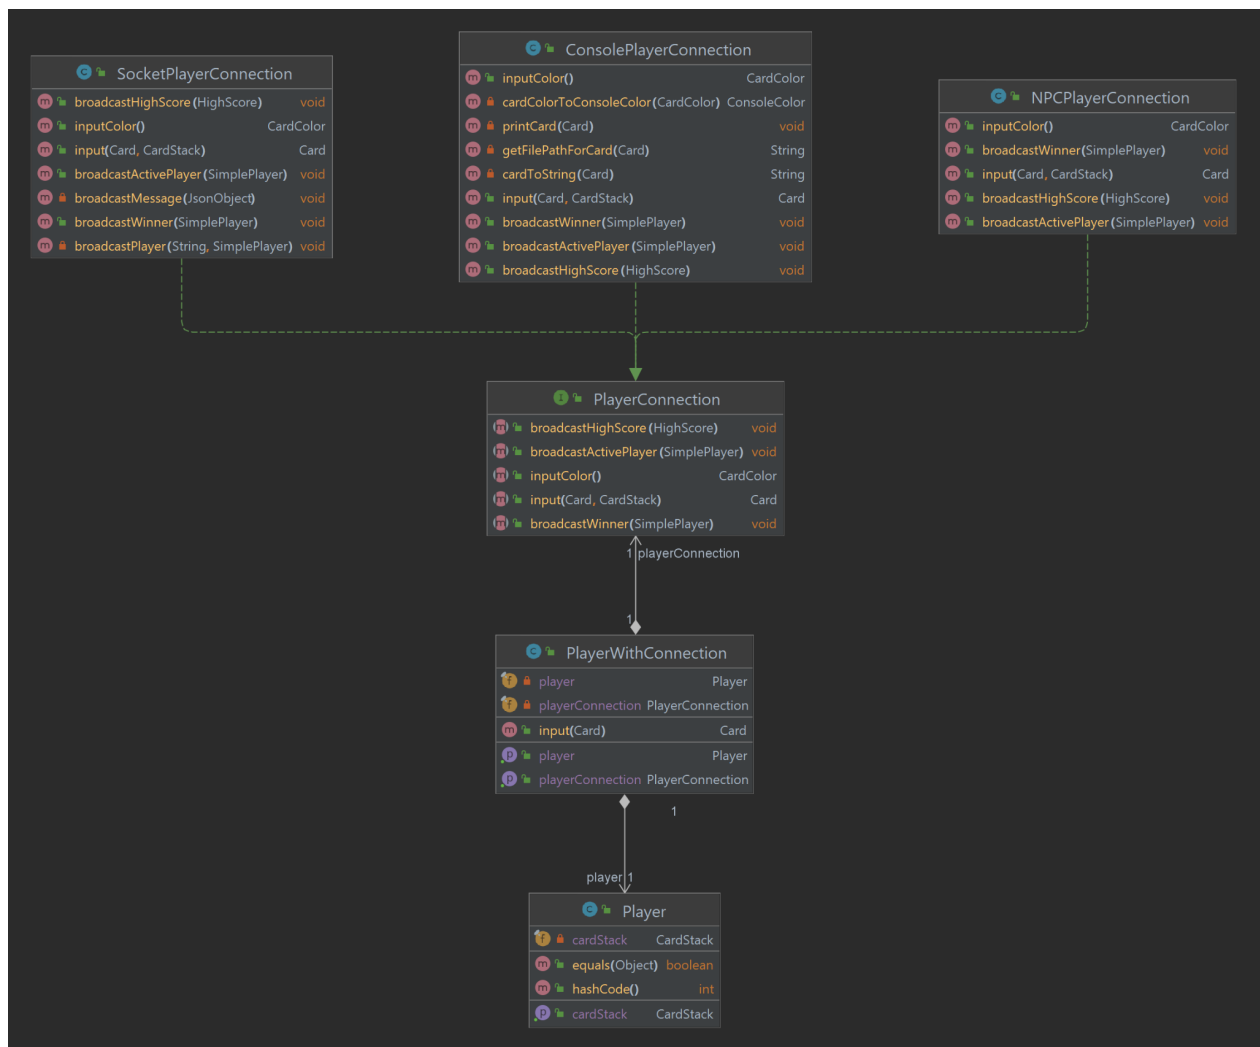 SocketPlayerConnection
broadcastHighScore(HighScore) void
inputColor() CardColor
input(Card, CardStack) Card
broadcastActivePlayer(SimplePlayer) void
broadcastMessage(JsonObject) void
broadcastWinner(SimplePlayer) void
broadcastPlayer(String, SimplePlayer) void
ConsolePlayerConnection
inputColor() CardColor
cardColorToConsoleColor(CardColor) ConsoleColor
printCard(Card) void
getFilePathForCard(Card) String
cardToString(Card) String
input(Card, CardStack) Card
broadcastWinner(SimplePlayer) void
broadcastActivePlayer(SimplePlayer) void
broadcastHighScore(HighScore) void
NPCPlayerConnection
inputColor() CardColor
broadcastWinner(SimplePlayer) void
input(Card, CardStack) Card
broadcastHighScore(HighScore) void
broadcastActivePlayer(SimplePlayer) void
PlayerConnection
broadcastHighScore(HighScore) void
broadcastActivePlayer(SimplePlayer) void
inputColor() CardColor
input(Card, CardStack) Card
broadcastWinner(SimplePlayer) void
1 playerConnection
1
PlayerWithConnection
player Player
playerConnection PlayerConnection
input(Card) Card
player Player
playerConnection PlayerConnection
1
player 1
Player
cardStack CardStack
equals(Object) boolean
hashCode() int
cardStack CardStack